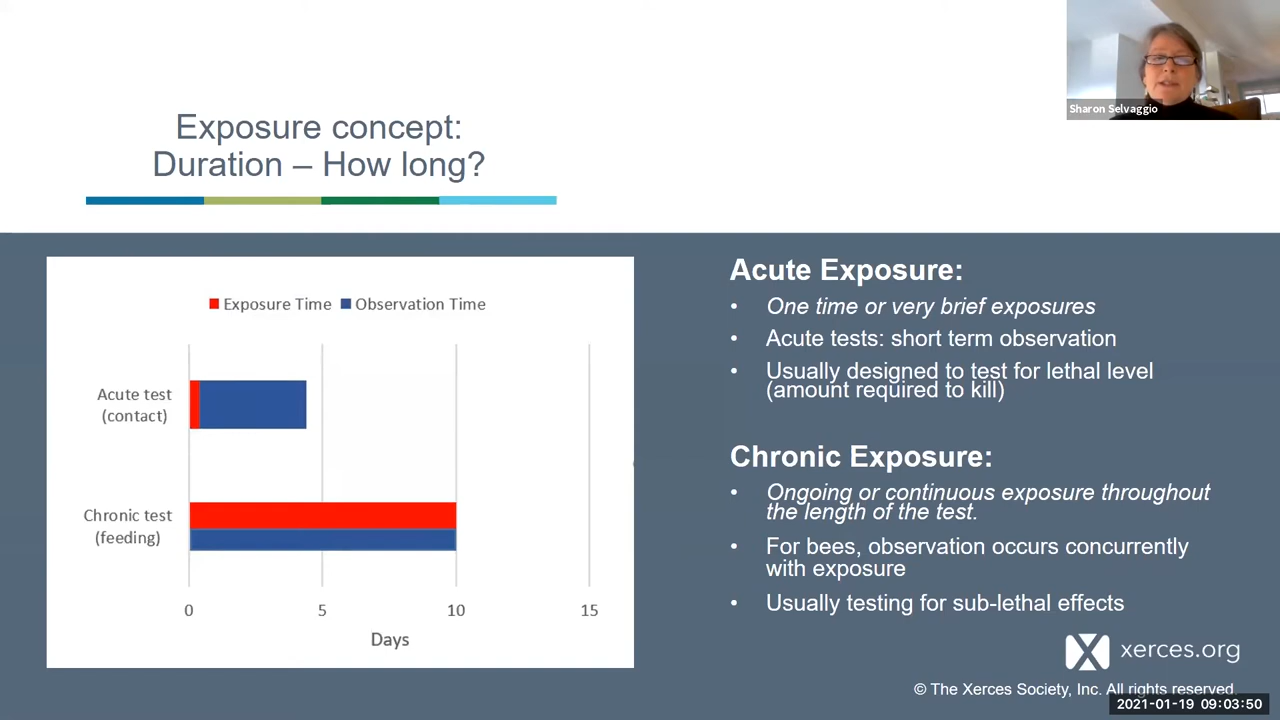 Sharon Selvaggio
Exposure concept:
Duration – How long?
Exposure Time
Observation Time
Acute test
(contact)
Chronic test
(feeding)
0
5
10
15
Days
Acute Exposure:
• One time or very brief exposures
• Acute tests: short term observation
• Usually designed to test for lethal level
(amount required to kill)
Chronic Exposure:
• Ongoing or continuous exposure throughout
the length of the test.
• For bees, observation occurs concurrently
with exposure
• Usually testing for sub-lethal effects
xerces.org
© The Xerces Society, Inc. All rights reserved.
2021-01-19 09:03:50